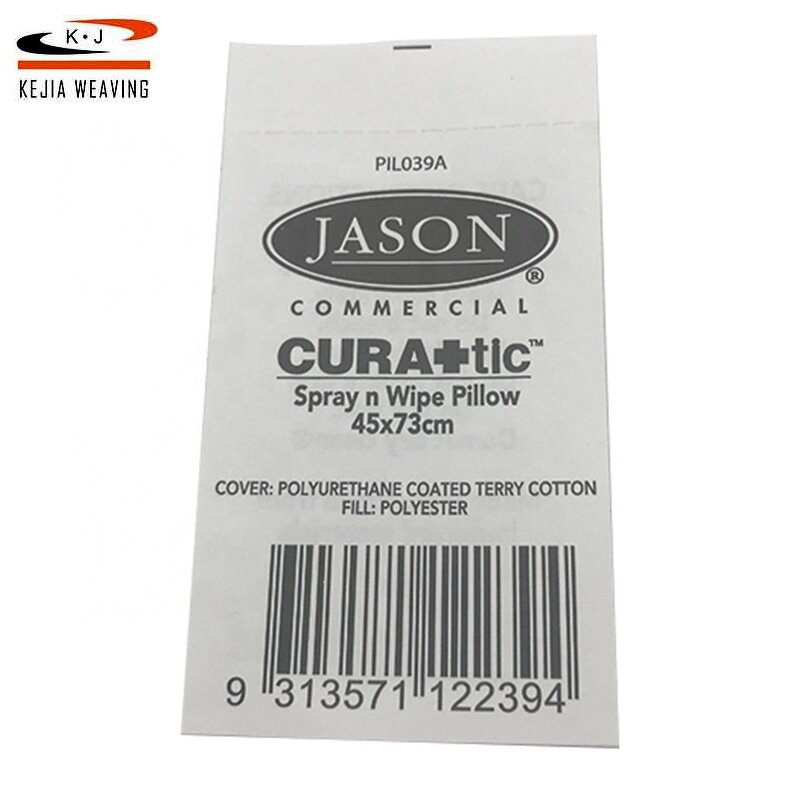 K·J
KEJIA WEAVING
PIL039A
JASON
®
COMMERCIAL
CURA+tic™
Spray n Wipe Pillow
45x73cm
COVER: POLYURETHANE COATED TERRY COTTON
FILL: POLYESTER
9 313571 122394